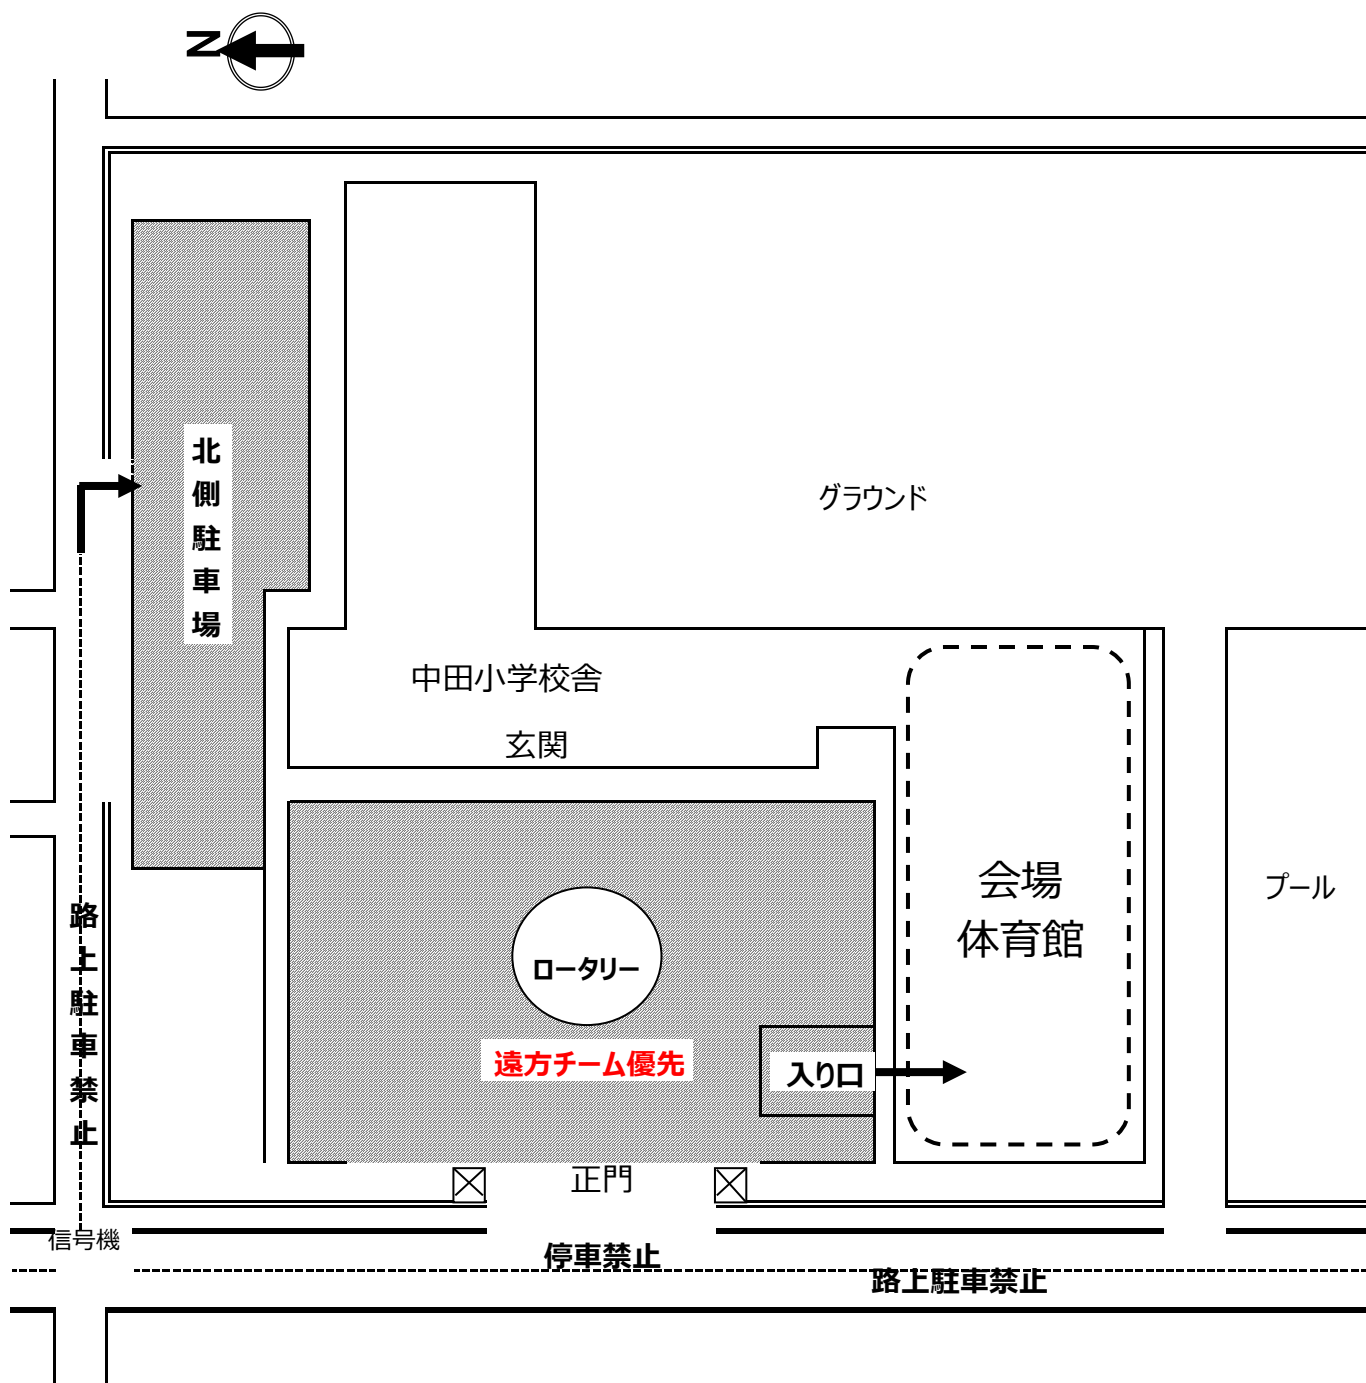 N
北側駐車場
グラウンド
中田小学校舎
玄関
会場
体育館
プール
路上駐車禁止
ロータリー
遠方チーム優先
入り口
正門
信号機
停車禁止
路上駐車禁止